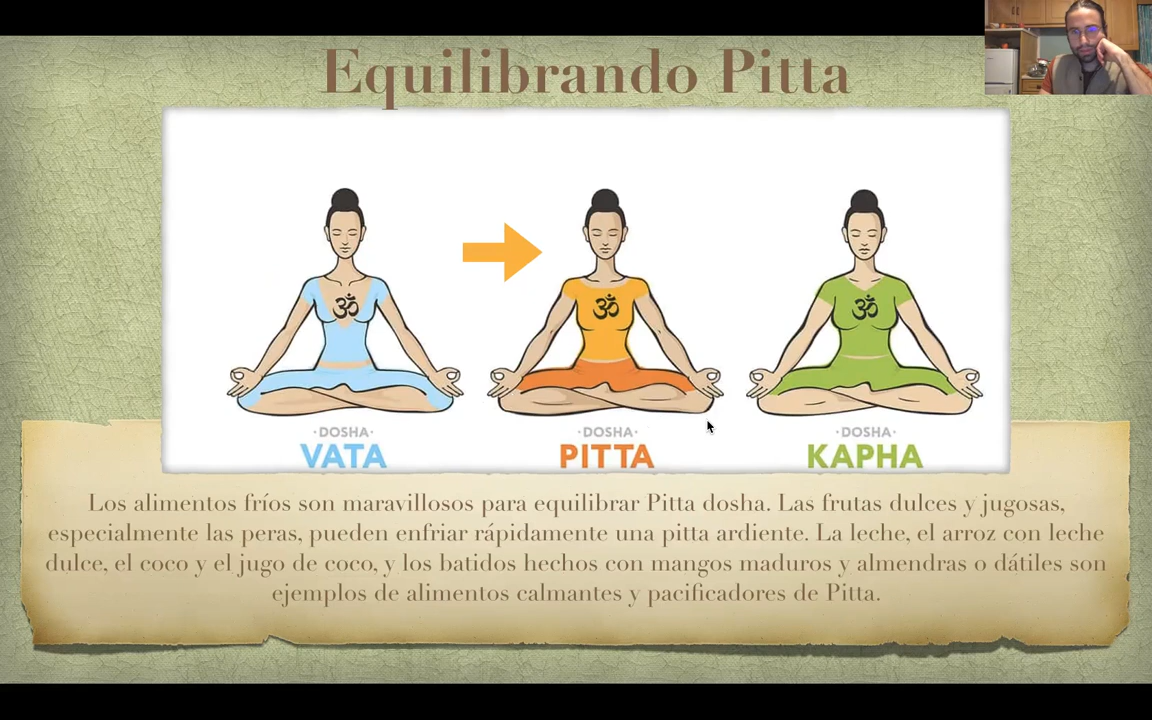 Equilibrando Pitta
ॐ
ॐ
ॐ
·DOSHA·
VATA
·DOSHA·
PITTA
·DOSHA·
KAPHA
Los alimentos fríos son maravillosos para equilibrar Pitta dosha. Las frutas dulces y jugosas,
especialmente las peras, pueden enfriar rápidamente una pitta ardiente. La leche, el arroz con leche
dulce, el coco y el jugo de coco, y los batidos hechos con mangos maduros y almendras o dátiles son
ejemplos de alimentos calmantes y pacificadores de Pitta.